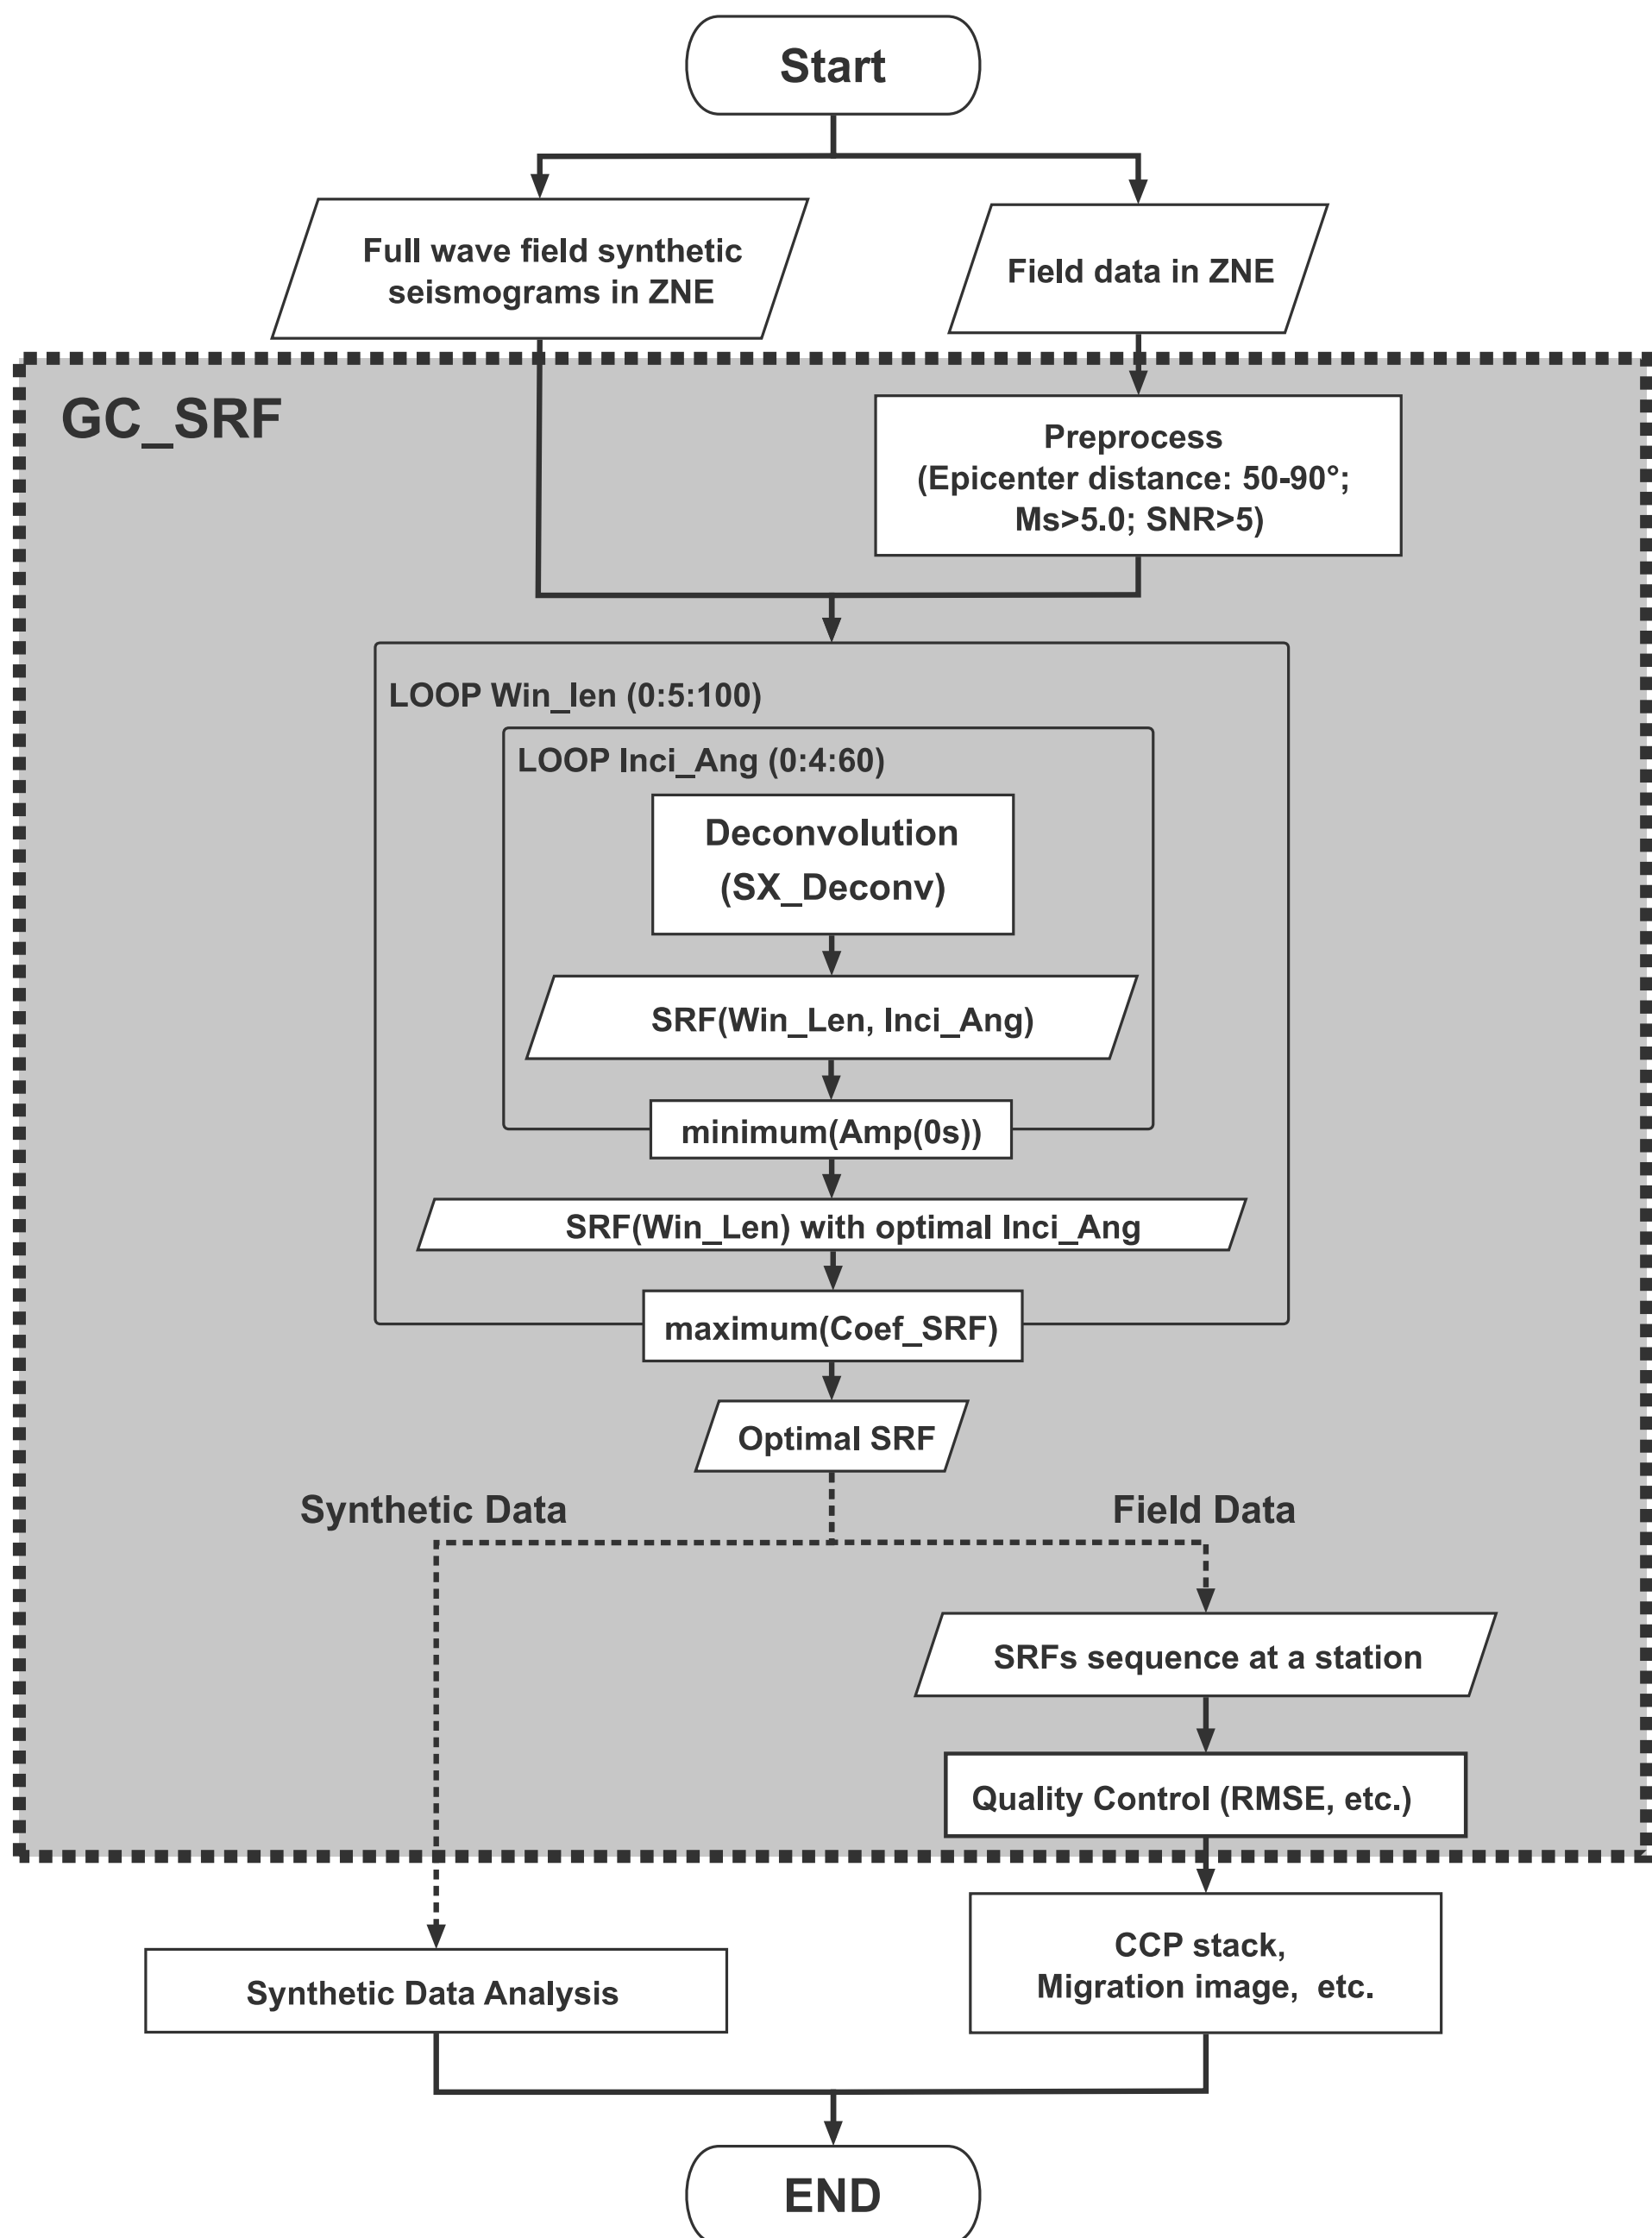 Start
Full wave field synthetic
seismograms in ZNE
Field data in ZNE
GC_SRF
Preprocess
(Epicenter distance: 50-90°;
Ms>5.0; SNR>5)
LOOP Win_len (0:5:100)
LOOP Inci_Ang (0:4:60)
Deconvolution
(SX_Deconv)
SRF(Win_Len, Inci_Ang)
minimum(Amp(0s))
SRF(Win_Len) with optimal Inci_Ang
maximum(Coef_SRF)
Optimal SRF
Synthetic Data
Field Data
SRFs sequence at a station
Quality Control (RMSE, etc.)
CCP stack,
Migration image, etc.
Synthetic Data Analysis
END